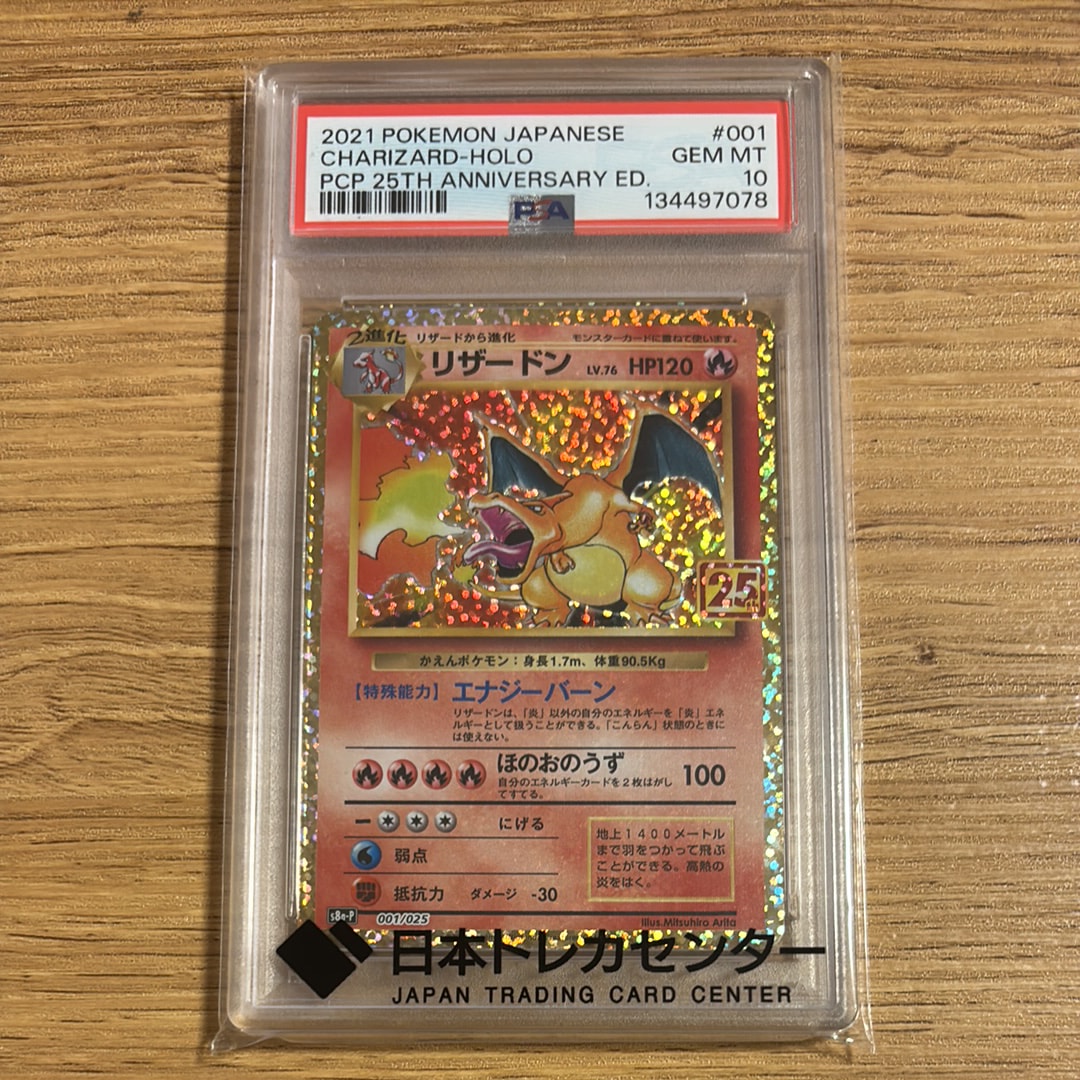 2021 POKEMON JAPANESE #001
CHARIZARD-HOLO GEM MT
PCP 25TH ANNIVERSARY ED. 10
134497078
PSA
2進化 リザードから進化 モンスターカードに重ねて使います。
リザードン LV.76 HP120
25th
かえんポケモン：身長1.7m、体重90.5Kg
【特殊能力】 エナジーバーン
リザードンは、「炎」以外の自分のエネルギーを「炎」エネ
ルギーとして扱うことができる。「こんらん」状態のときに
は使えない。
ほのおのうず 100
自分のエネルギーカードを2枚はがし
てすてる。
ー にげる
弱点
抵抗力 ダメージ -30
地上1400メートル
まで羽をつかって飛ぶ
ことができる。高熱の
炎をはく。
s8a-P 001/025 Illus.Mitsuhiro Arita
日本トレカセンター
JAPAN TRADING CARD CENTER